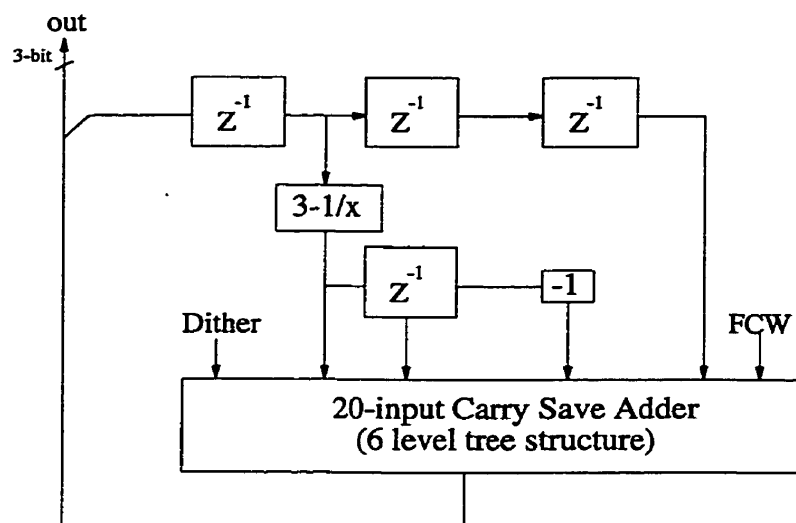 out
3-bit
Z⁻¹
Z⁻¹
Z⁻¹
3-1/x
Z⁻¹
-1
Dither
FCW
20-input Carry Save Adder
(6 level tree structure)